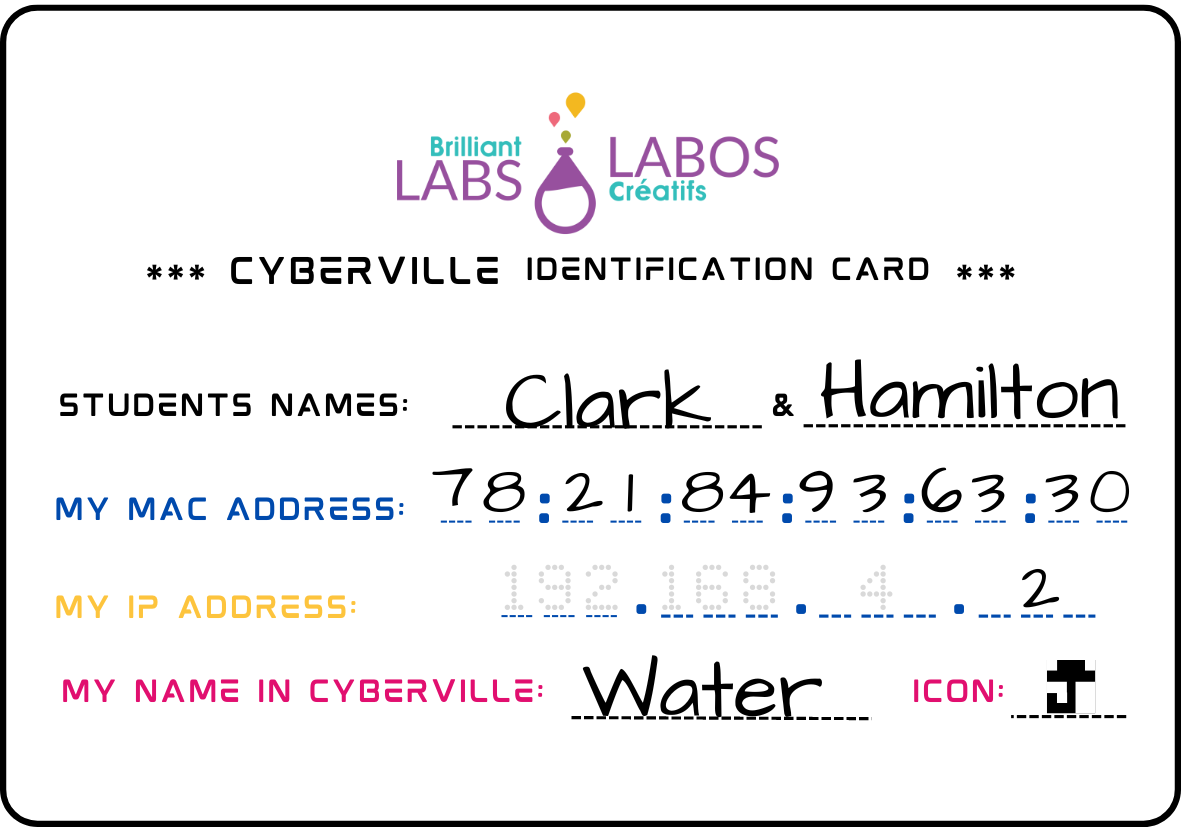 Brilliant LABS LABOS Créatifs
*** CYBERVILLE IDENTIFICATION CARD ***
STUDENTS NAMES: Clark & Hamilton
MY MAC ADDRESS: 78:21:84:93:63:30
MY IP ADDRESS: 192.168.4.2
MY NAME IN CYBERVILLE: Water ICON: